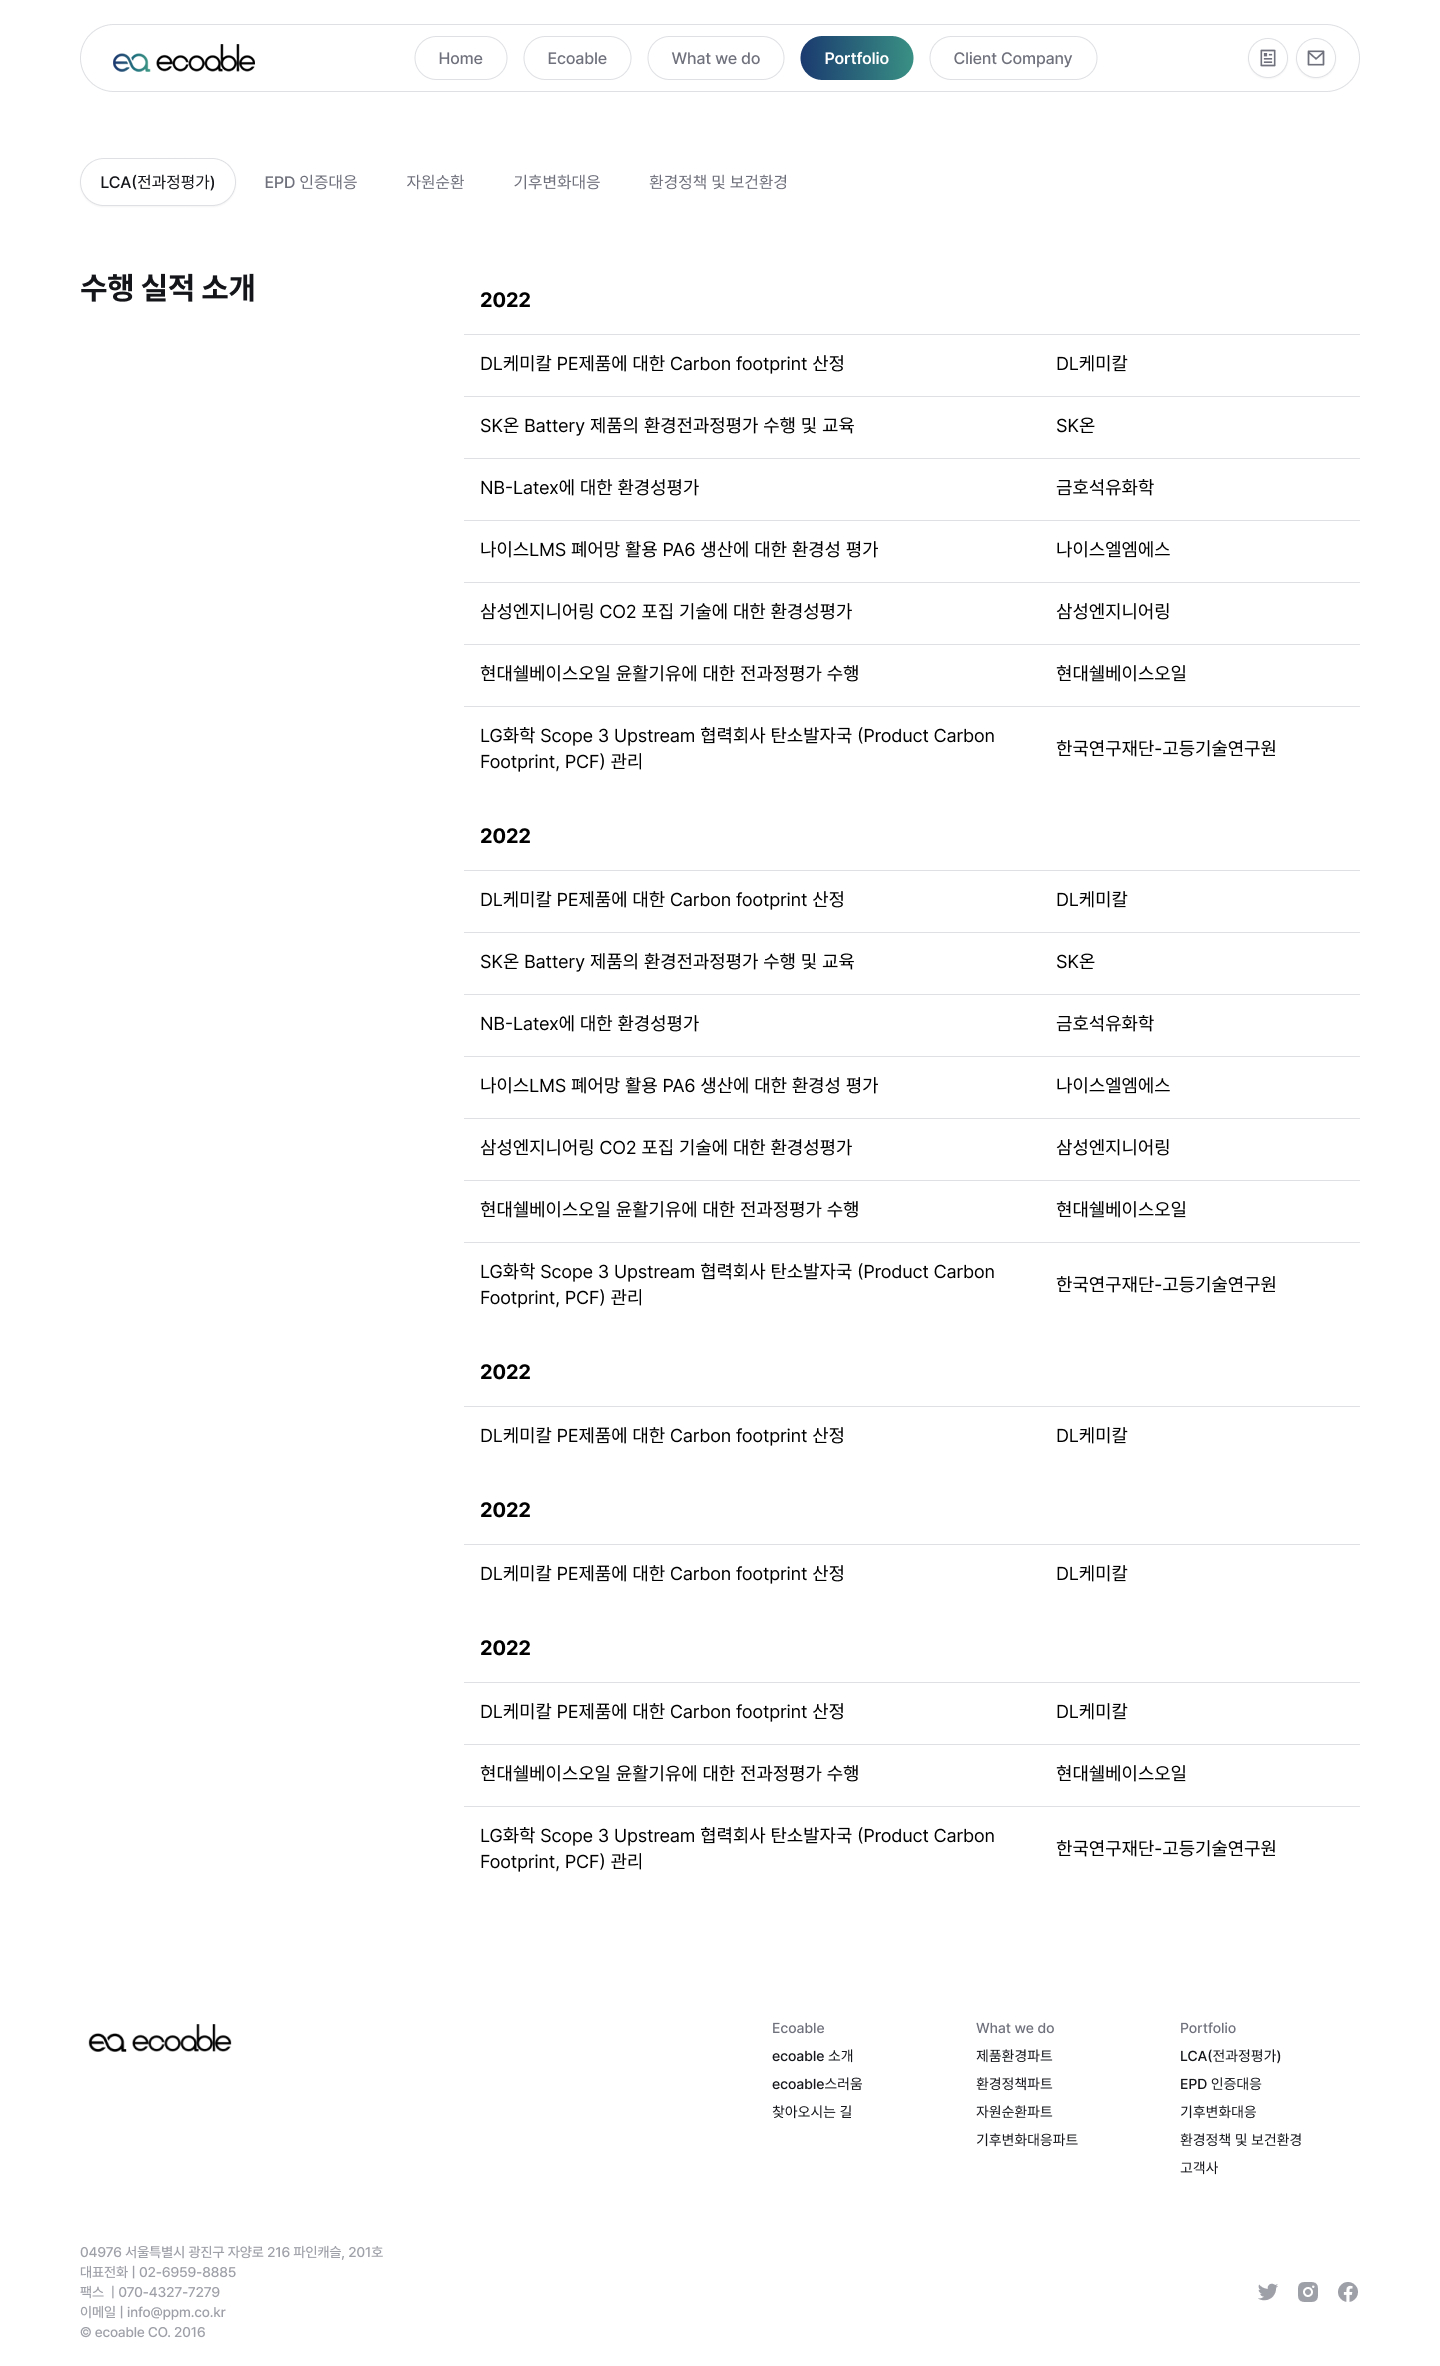 ea ecoable
Home
Ecoable
What we do
Portfolio
Client Company
LCA(전과정평가)
EPD 인증대응
자원순환
기후변화대응
환경정책 및 보건환경
수행 실적 소개
2022
DL케미칼 PE제품에 대한 Carbon footprint 산정
DL케미칼
SK온 Battery 제품의 환경전과정평가 수행 및 교육
SK온
NB-Latex에 대한 환경성평가
금호석유화학
나이스LMS 폐어망 활용 PA6 생산에 대한 환경성 평가
나이스엘엠에스
삼성엔지니어링 CO2 포집 기술에 대한 환경성평가
삼성엔지니어링
현대쉘베이스오일 윤활기유에 대한 전과정평가 수행
현대쉘베이스오일
LG화학 Scope 3 Upstream 협력회사 탄소발자국 (Product Carbon
Footprint, PCF) 관리
한국연구재단-고등기술연구원
2022
DL케미칼 PE제품에 대한 Carbon footprint 산정
DL케미칼
SK온 Battery 제품의 환경전과정평가 수행 및 교육
SK온
NB-Latex에 대한 환경성평가
금호석유화학
나이스LMS 폐어망 활용 PA6 생산에 대한 환경성 평가
나이스엘엠에스
삼성엔지니어링 CO2 포집 기술에 대한 환경성평가
삼성엔지니어링
현대쉘베이스오일 윤활기유에 대한 전과정평가 수행
현대쉘베이스오일
LG화학 Scope 3 Upstream 협력회사 탄소발자국 (Product Carbon
Footprint, PCF) 관리
한국연구재단-고등기술연구원
2022
DL케미칼 PE제품에 대한 Carbon footprint 산정
DL케미칼
2022
DL케미칼 PE제품에 대한 Carbon footprint 산정
DL케미칼
2022
DL케미칼 PE제품에 대한 Carbon footprint 산정
DL케미칼
현대쉘베이스오일 윤활기유에 대한 전과정평가 수행
현대쉘베이스오일
LG화학 Scope 3 Upstream 협력회사 탄소발자국 (Product Carbon
Footprint, PCF) 관리
한국연구재단-고등기술연구원
ea ecoable
Ecoable
ecoable 소개
ecoable스러움
찾아오시는 길
What we do
제품환경파트
환경정책파트
자원순환파트
기후변화대응파트
Portfolio
LCA(전과정평가)
EPD 인증대응
기후변화대응
환경정책 및 보건환경
고객사
04976 서울특별시 광진구 자양로 216 파인캐슬, 201호
대표전화 | 02-6959-8885
팩스 | 070-4327-7279
이메일 | info@ppm.co.kr
© ecoable CO. 2016